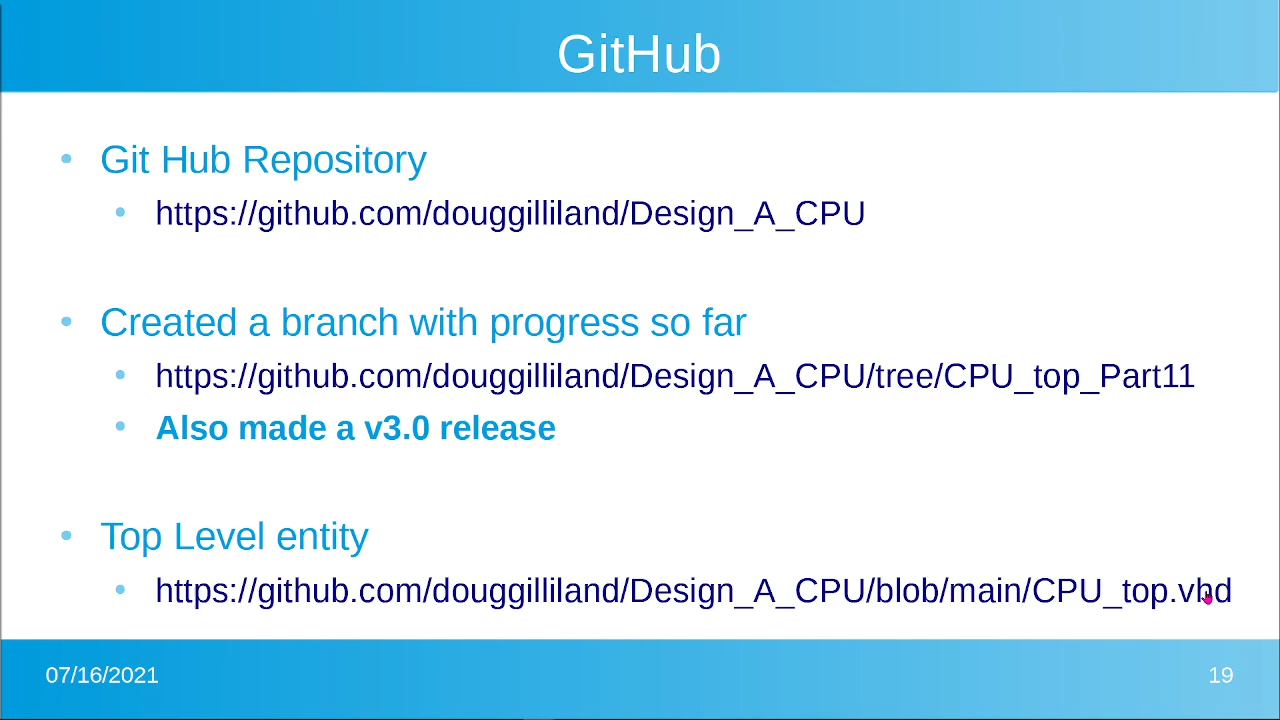 GitHub
Git Hub Repository
https://github.com/douggilliland/Design_A_CPU
Created a branch with progress so far
https://github.com/douggilliland/Design_A_CPU/tree/CPU_top_Part11
Also made a v3.0 release
Top Level entity
https://github.com/douggilliland/Design_A_CPU/blob/main/CPU_top.vhd
07/16/2021
19